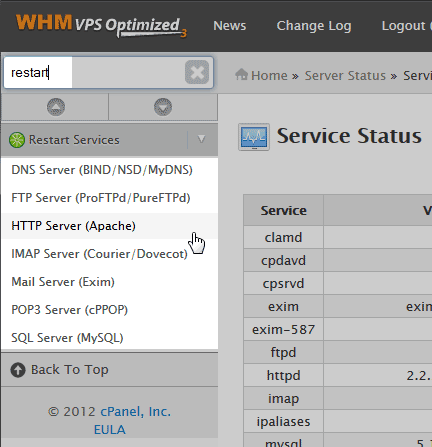 WHM VPS Optimized 3
News
Change Log
Logout (
restart
Home » Server Status » Servi
Restart Services
DNS Server (BIND/NSD/MyDNS)
FTP Server (ProFTPd/PureFTPd)
HTTP Server (Apache)
IMAP Server (Courier/Dovecot)
Mail Server (Exim)
POP3 Server (cPPOP)
SQL Server (MySQL)
Back To Top
© 2012 cPanel, Inc.
EULA
Service Status
Service V
clamd
cpdavd
cpsrvd
exim exin
exim-587
ftpd
httpd 2.2.
imap
ipaliases
mysql 5.